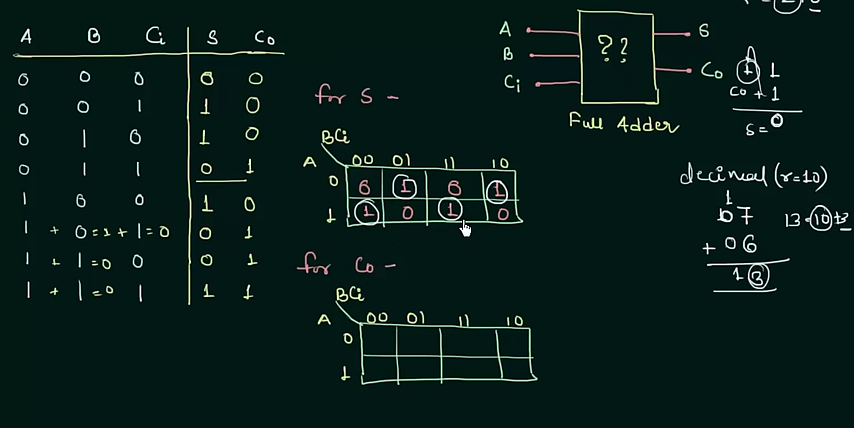 A B Ci S Co
0 0 0 0 0
0 0 1 1 0
0 1 0 1 0
0 1 1 0 1
1 0 0 1 0
1 + 0 = 1 + 1 = 0 0 1
1 + 1 = 0 0 0 1
1 + 1 = 0 1 1 1
for S -
BCi
A 00 01 11 10
0 0 1 0 1
1 1 0 1 0
for Co -
BCi
A 00 01 11 10
0
1
A
B
Ci
??
S
Co
Full Adder
1 1
Co + 1
S = 0
decimal (r=10)
1
07
+ 06
13